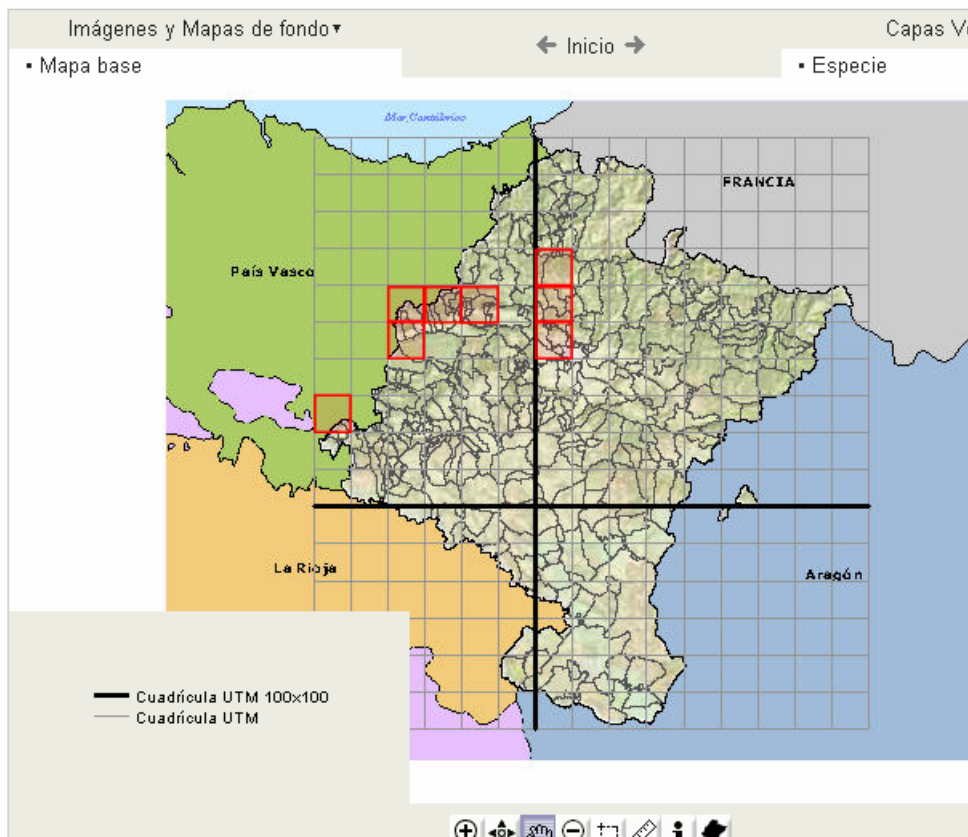 Imágenes y Mapas de fondo▾
Capas Ve
← Inicio →
▪ Mapa base
▪ Especie
Mar Cantábrico
FRANCIA
País Vasco
La Rioja
Aragón
Cuadrícula UTM 100x100
Cuadrícula UTM